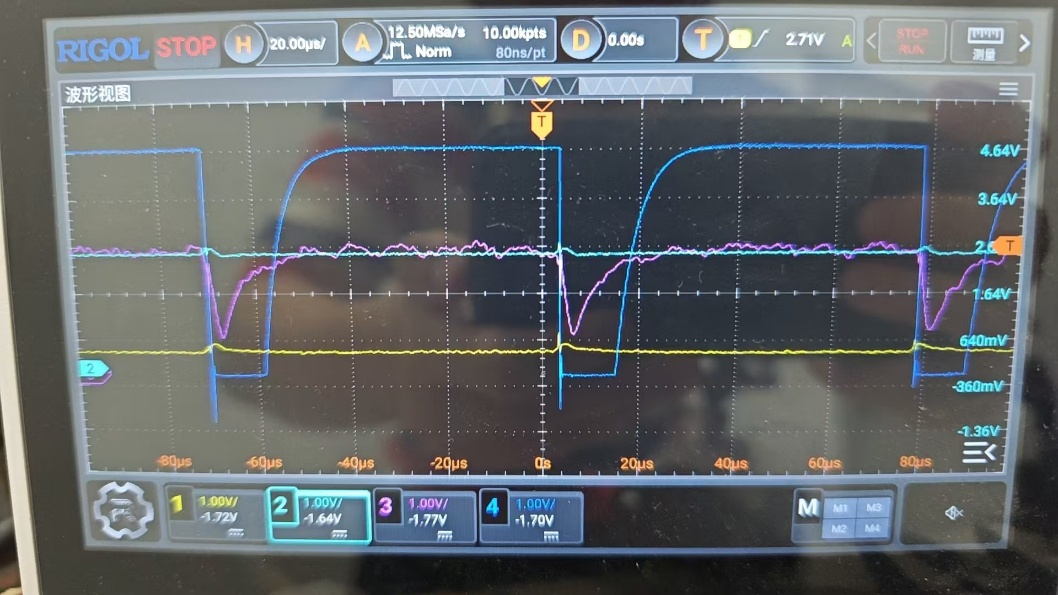 RIGOL STOP H 20.00µs/ A 12.50MSa/s 10.00kpts D 0.00s T 2.71V A STOP
Norm 80ns/pt RUN 测量
波形视图
T
4.64V
3.64V
T
1.64V
640mV
2
-360mV
-1.36V
-80µs -60µs -40µs -20µs 0s 20µs 40µs 60µs 80µs
1 1.00V/ 2 1.00V/ 3 1.00V/ 4 1.00V/ M M1 M3
-1.72V -1.64V -1.77V -1.70V M2 M4